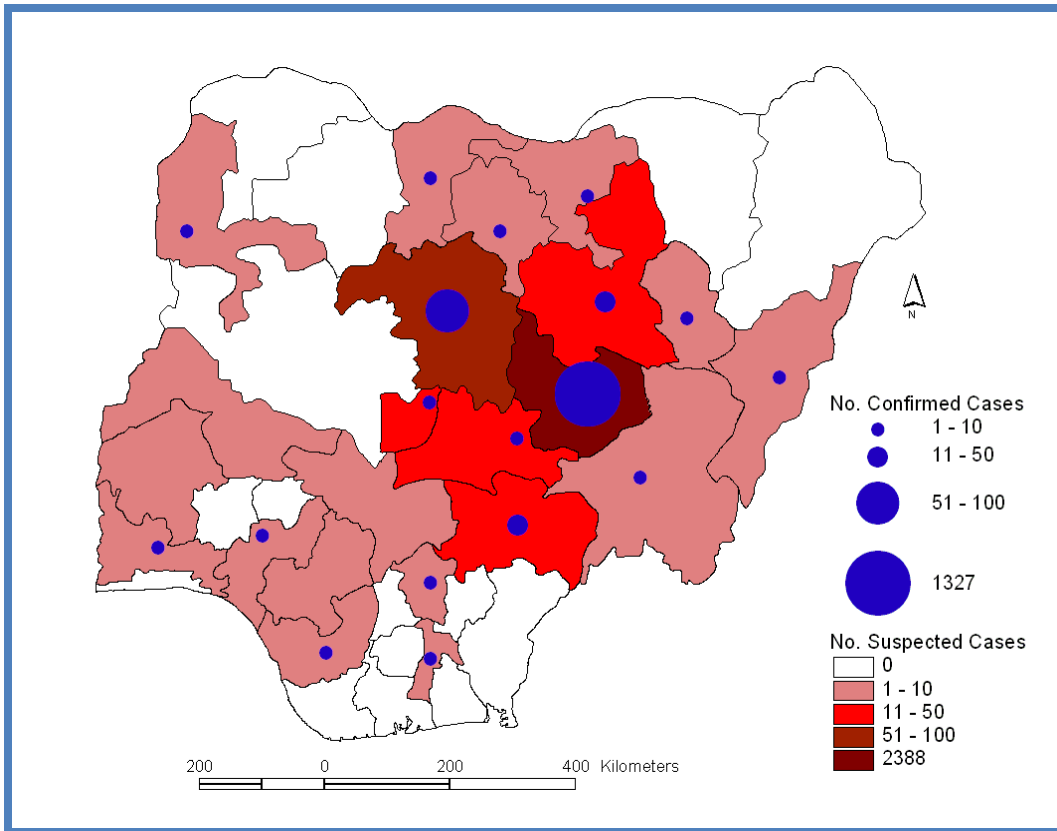 N
No. Confirmed Cases
1 - 10
11 - 50
51 - 100
1327
No. Suspected Cases
0
1 - 10
11 - 50
51 - 100
2388
200 0 200 400 Kilometers